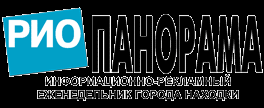 РИО ПАНОРАМА
ИНФОРМАЦИОННО-РЕКЛАМНЫЙ
ЕЖЕНЕДЕЛЬНИК ГОРОДА НАХОДКИ